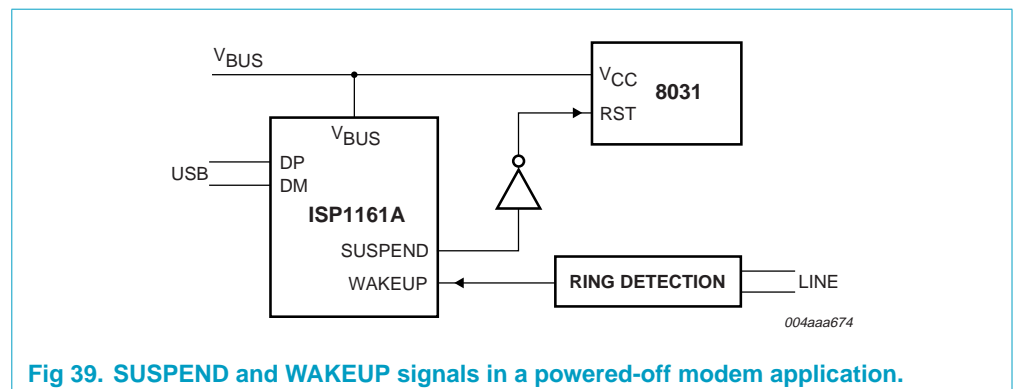 VBUS
VCC
8031
RST
VBUS
USB
DP
DM
ISP1161A
SUSPEND
WAKEUP
RING DETECTION
LINE
004aaa674
Fig 39. SUSPEND and WAKEUP signals in a powered-off modem application.